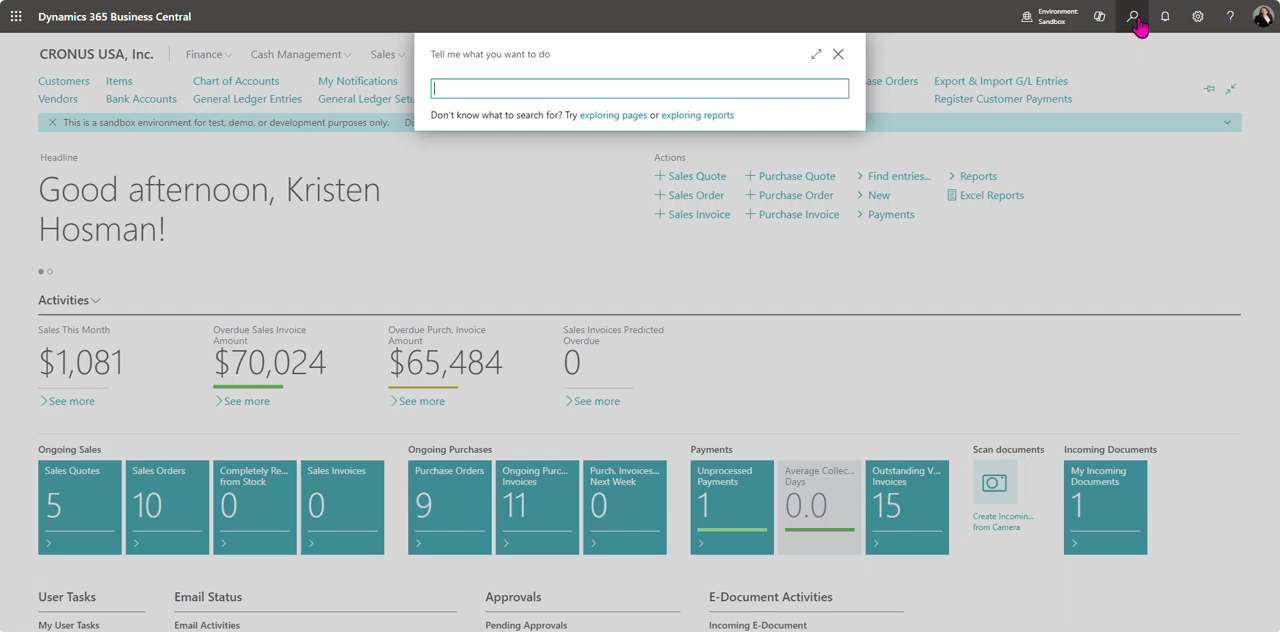 Dynamics 365 Business Central
Environment:
Sandbox
?
CRONUS USA, Inc.
Finance
Cash Management
Sales
Tell me what you want to do
Don't know what to search for? Try exploring pages or exploring reports
Customers Items Chart of Accounts My Notifications ase Orders Export & Import G/L Entries
Vendors Bank Accounts General Ledger Entries General Ledger Setu Register Customer Payments
This is a sandbox environment for test, demo, or development purposes only. Do
Headline
Good afternoon, Kristen
Hosman!
Actions
+ Sales Quote + Purchase Quote > Find entries... > Reports
+ Sales Order + Purchase Order > New Excel Reports
+ Sales Invoice + Purchase Invoice > Payments
Activities
Sales This Month
$1,081
See more
Overdue Sales Invoice
Amount
$70,024
See more
Overdue Purch. Invoice
Amount
$65,484
See more
Sales Invoices Predicted
Overdue
0
See more
Ongoing Sales
Sales Quotes
5
Sales Orders
10
Completely Re...
from Stock
0
Sales Invoices
0
Ongoing Purchases
Purchase Orders
9
Ongoing Purc...
Invoices
11
Purch. Invoices...
Next Week
0
Payments
Unprocessed
Payments
1
Average Collec...
Days
0.0
Outstanding V...
Invoices
15
Scan documents
Create Incomin...
from Camera
Incoming Documents
My Incoming
Documents
1
User Tasks
My User Tasks
Email Status
Email Activities
Approvals
Pending Approvals
E-Document Activities
Incoming E-Document